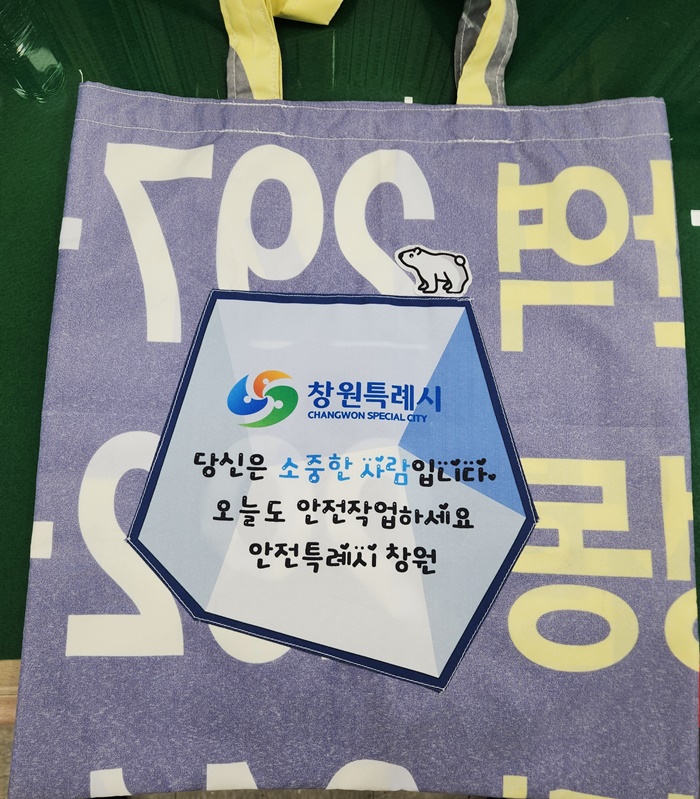 297
창원특례시
CHANGWON SPECIAL CITY
당신은 소중한 사람입니다.
오늘도 안전작업하세요
안전특례시 창원